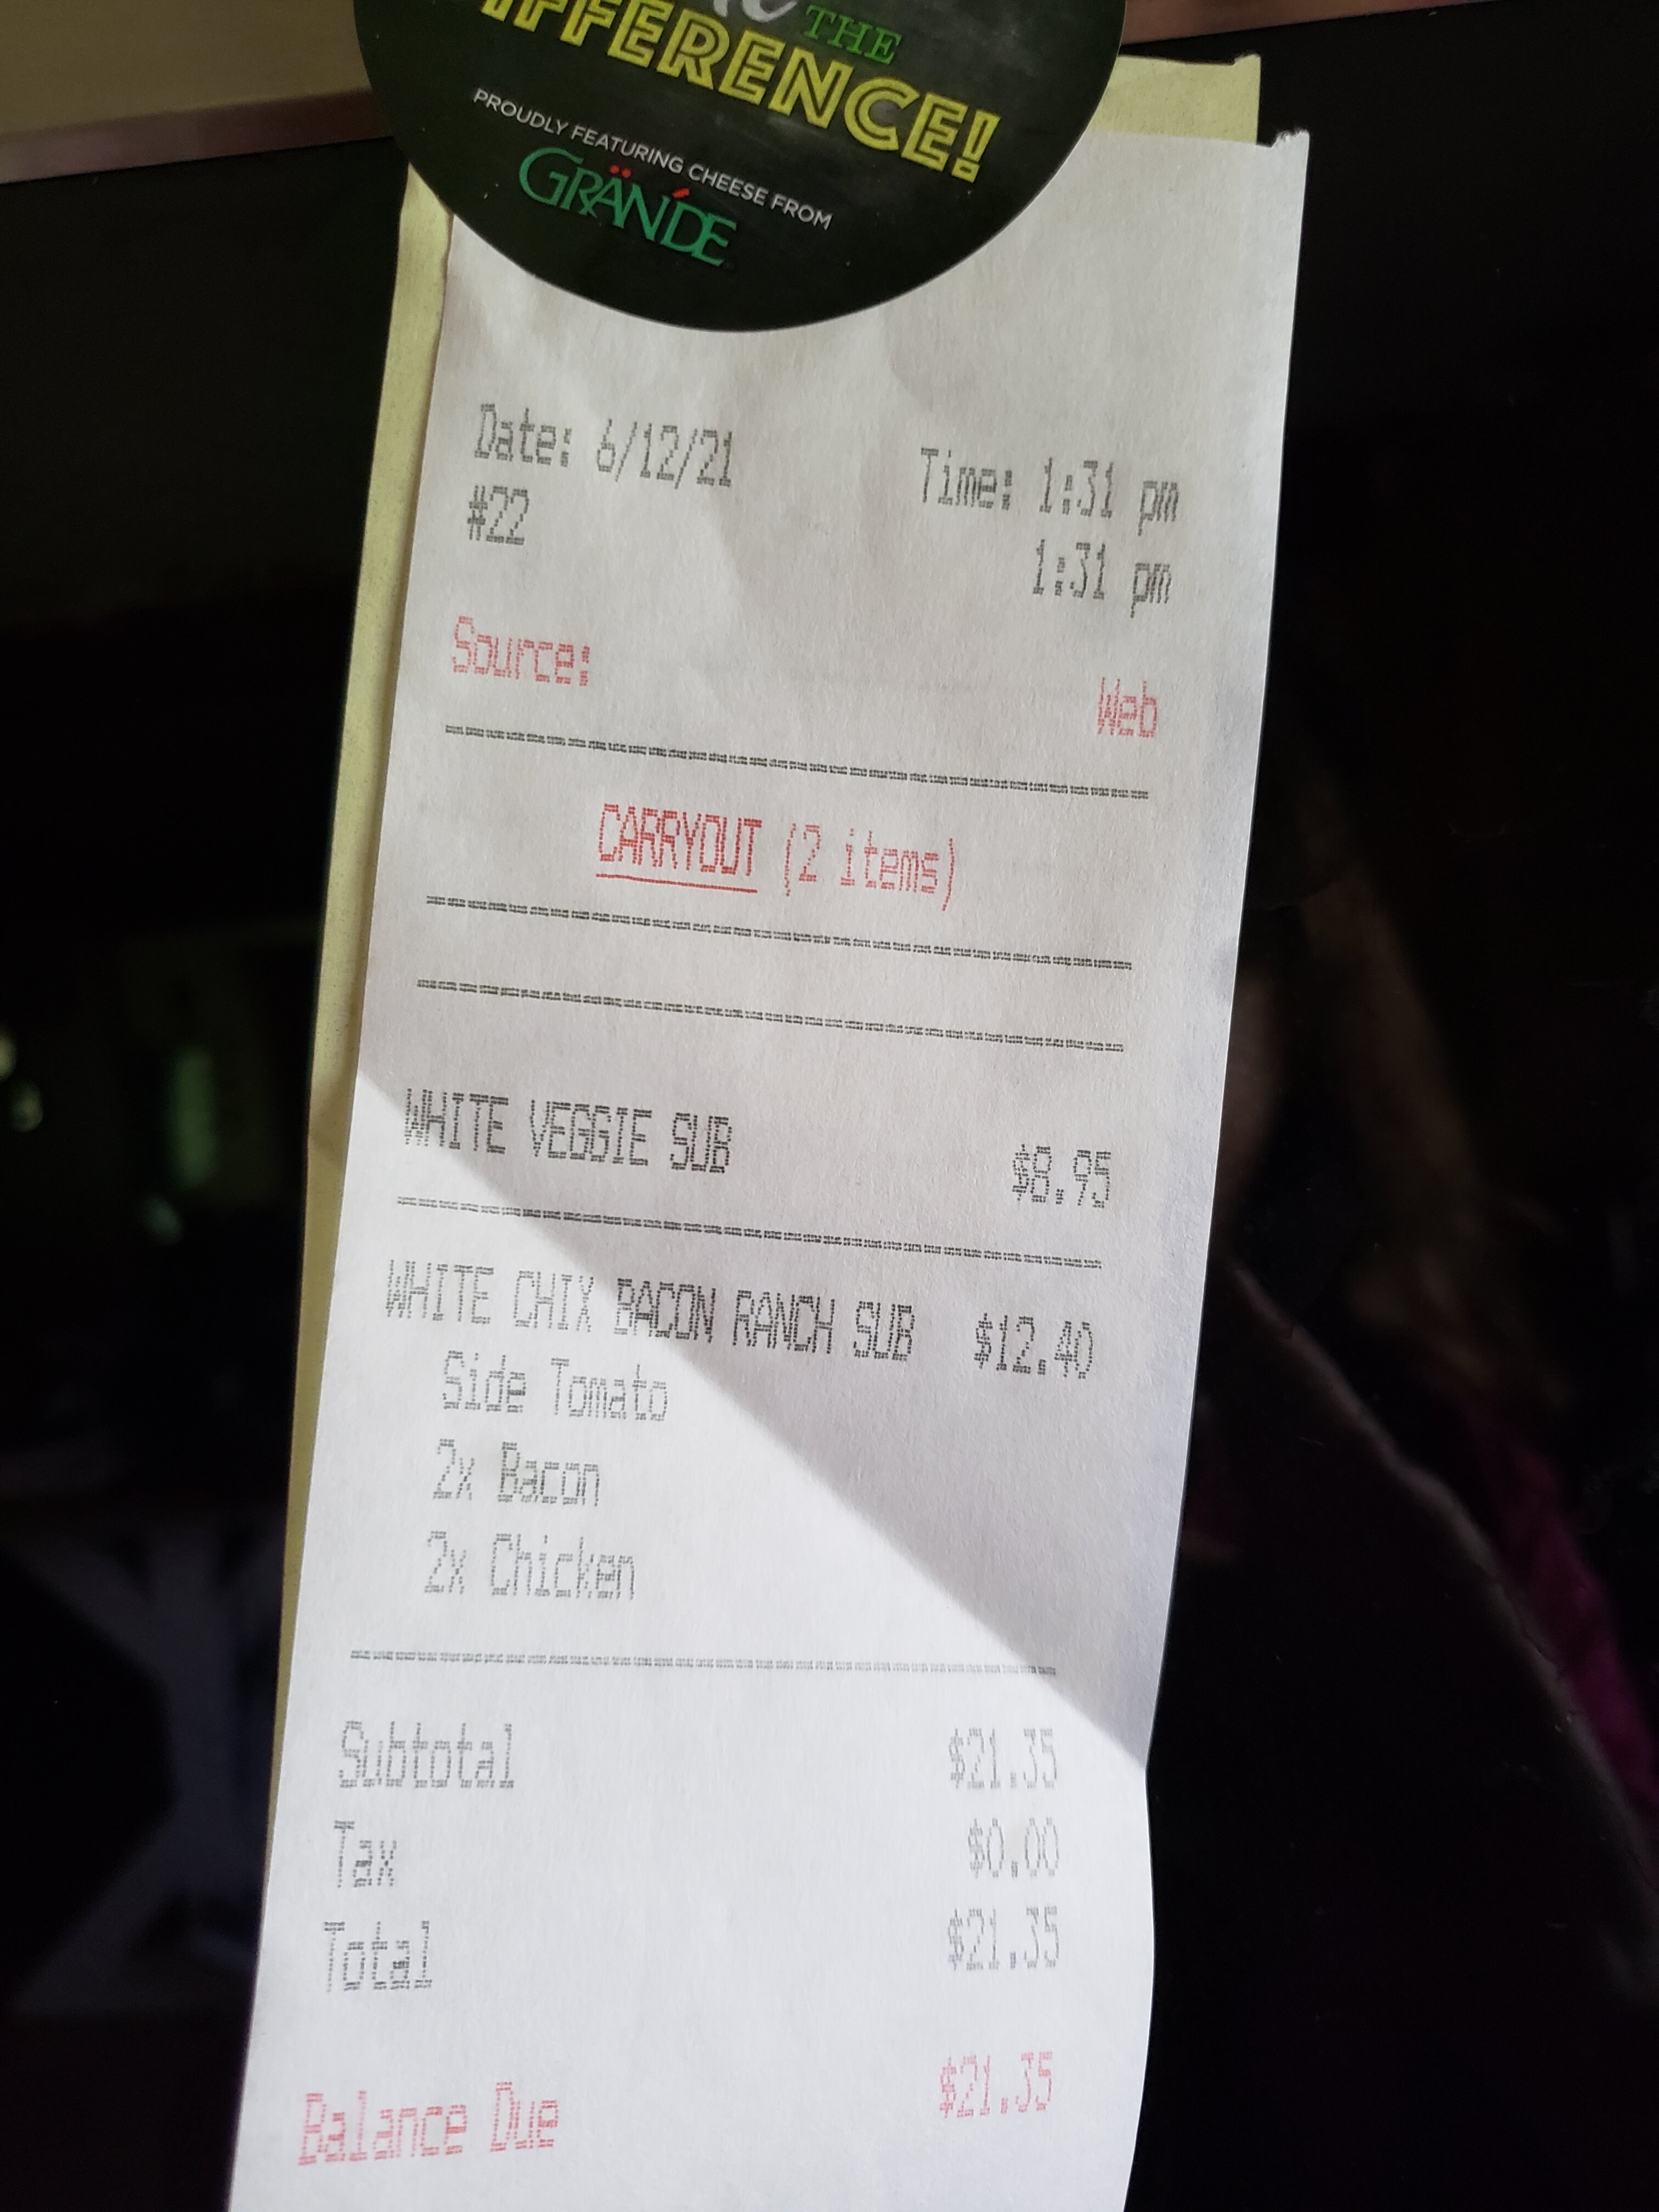 THE
PROUDLY FEATURING CHEESE FROM
GRÄNDE
Date: 6/12/21 Time: 1:31 pm
#22 1:31 pm
Source: Web
CARRYOUT (2 items)
WHITE VEGGIE SUB $8.95
WHITE CHIX BACON RANCH SUB $12.40
Side Tomato
2x Bacon
2x Chicken
Subtotal $21.35
Tax $0.00
Total $21.35
Balance Due $21.35